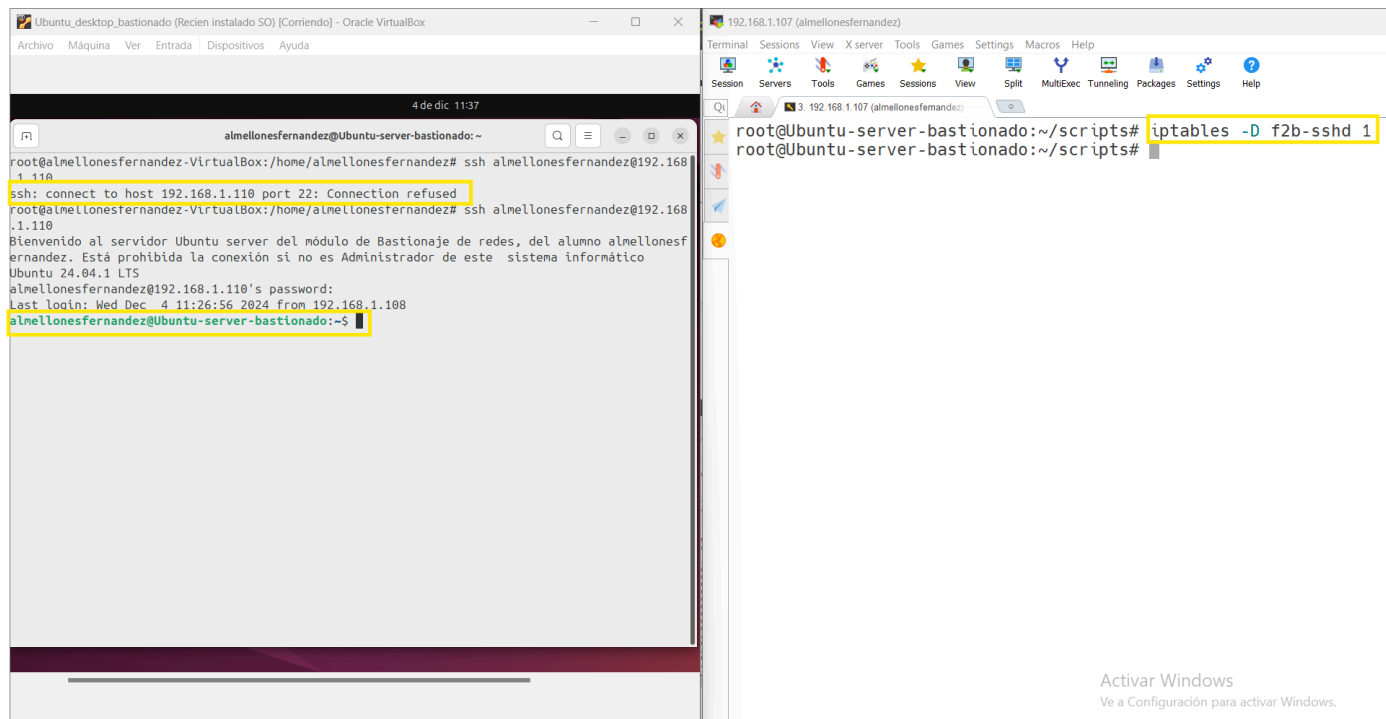 Ubuntu_desktop_bastionado (Recien instalado SO) [Corriendo] - Oracle VirtualBox
Archivo Máquina Ver Entrada Dispositivos Ayuda
4 de dic 11:37
almellonesfernandez@Ubuntu-server-bastionado: ~
root@almellonesfernandez-VirtualBox:/home/almellonesfernandez# ssh almellonesfernandez@192.168
.1.110
ssh: connect to host 192.168.1.110 port 22: Connection refused
root@almellonesfernandez-VirtualBox:/home/almellonesfernandez# ssh almellonesfernandez@192.168
.1.110
Bienvenido al servidor Ubuntu server del módulo de Bastionaje de redes, del alumno almellonesf
ernandez. Está prohibida la conexión si no es Administrador de este  sistema informático
Ubuntu 24.04.1 LTS
almellonesfernandez@192.168.1.110's password:
Last login: Wed Dec  4 11:26:56 2024 from 192.168.1.108
almellonesfernandez@Ubuntu-server-bastionado:~$
192.168.1.107 (almellonesfernandez)
Terminal Sessions View X server Tools Games Settings Macros Help
Session Servers Tools Games Sessions View Split MultiExec Tunneling Packages Settings Help
3. 192.168.1.107 (almellonesfernandez)
root@Ubuntu-server-bastionado:~/scripts# iptables -D f2b-sshd 1
root@Ubuntu-server-bastionado:~/scripts#
Activar Windows
Ve a Configuración para activar Windows.